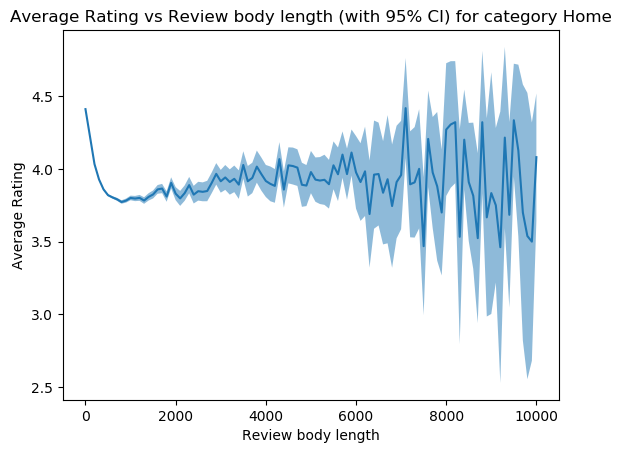 Average Rating vs Review body length (with 95% CI) for category Home
4.5
4.0
3.5
3.0
2.5
Average Rating
0 2000 4000 6000 8000 10000
Review body length